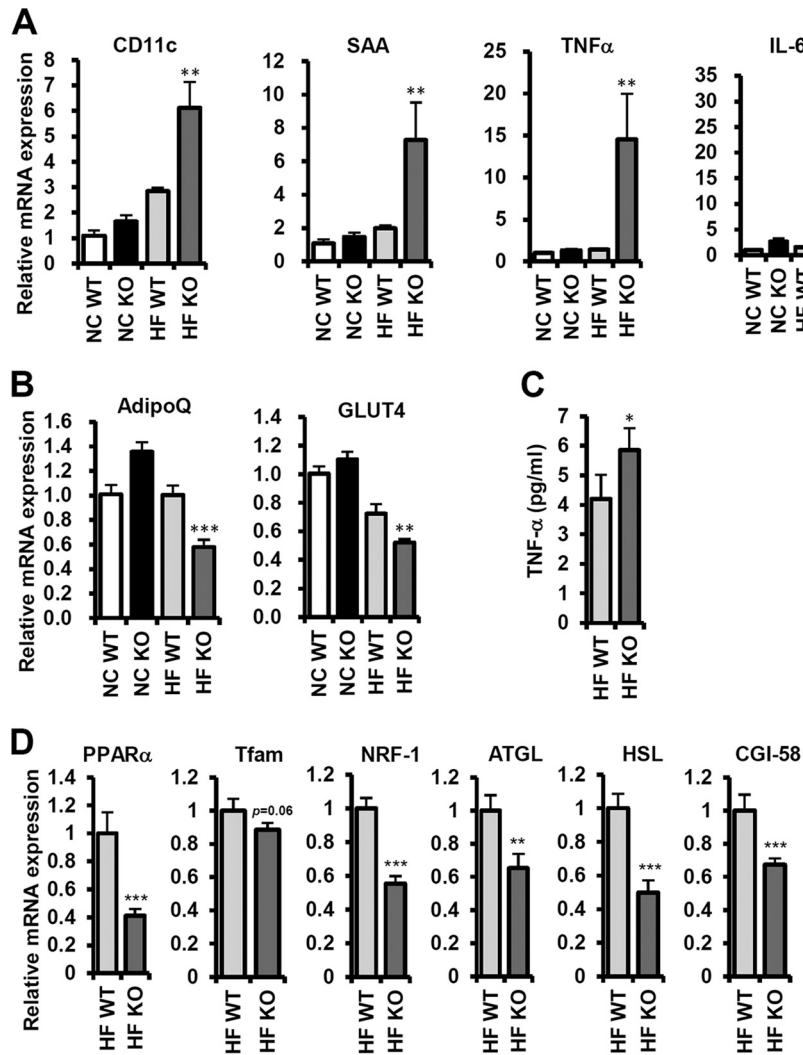 A
CD11c
SAA
TNFα
IL-6
Relative mRNA expression
8
7
6
5
4
3
2
1
0
**
NC WT
NC KO
HF WT
HF KO
12
10
8
6
4
2
0
**
NC WT
NC KO
HF WT
HF KO
25
20
15
10
5
0
**
NC WT
NC KO
HF WT
HF KO
35
30
25
20
15
10
5
0
NC WT
NC KO
HF WT
B
AdipoQ
GLUT4
Relative mRNA expression
1.6
1.4
1.2
1.0
0.8
0.6
0.4
0.2
0.0
***
NC WT
NC KO
HF WT
HF KO
1.4
1.2
1.0
0.8
0.6
0.4
0.2
0.0
**
NC WT
NC KO
HF WT
HF KO
C
TNF-α (pg/ml)
7
6
5
4
3
2
1
0
*
HF WT
HF KO
D
PPARα
Tfam
NRF-1
ATGL
HSL
CGI-58
Relative mRNA expression
1.4
1.2
1
0.8
0.6
0.4
0.2
0
***
HF WT
HF KO
1.2
1
0.8
0.6
0.4
0.2
0
p=0.06
HF WT
HF KO
1.2
1
0.8
0.6
0.4
0.2
0
***
HF WT
HF KO
1.2
1
0.8
0.6
0.4
0.2
0
**
HF WT
HF KO
1.2
1
0.8
0.6
0.4
0.2
0
***
HF WT
HF KO
1.2
1
0.8
0.6
0.4
0.2
0
***
HF WT
HF KO